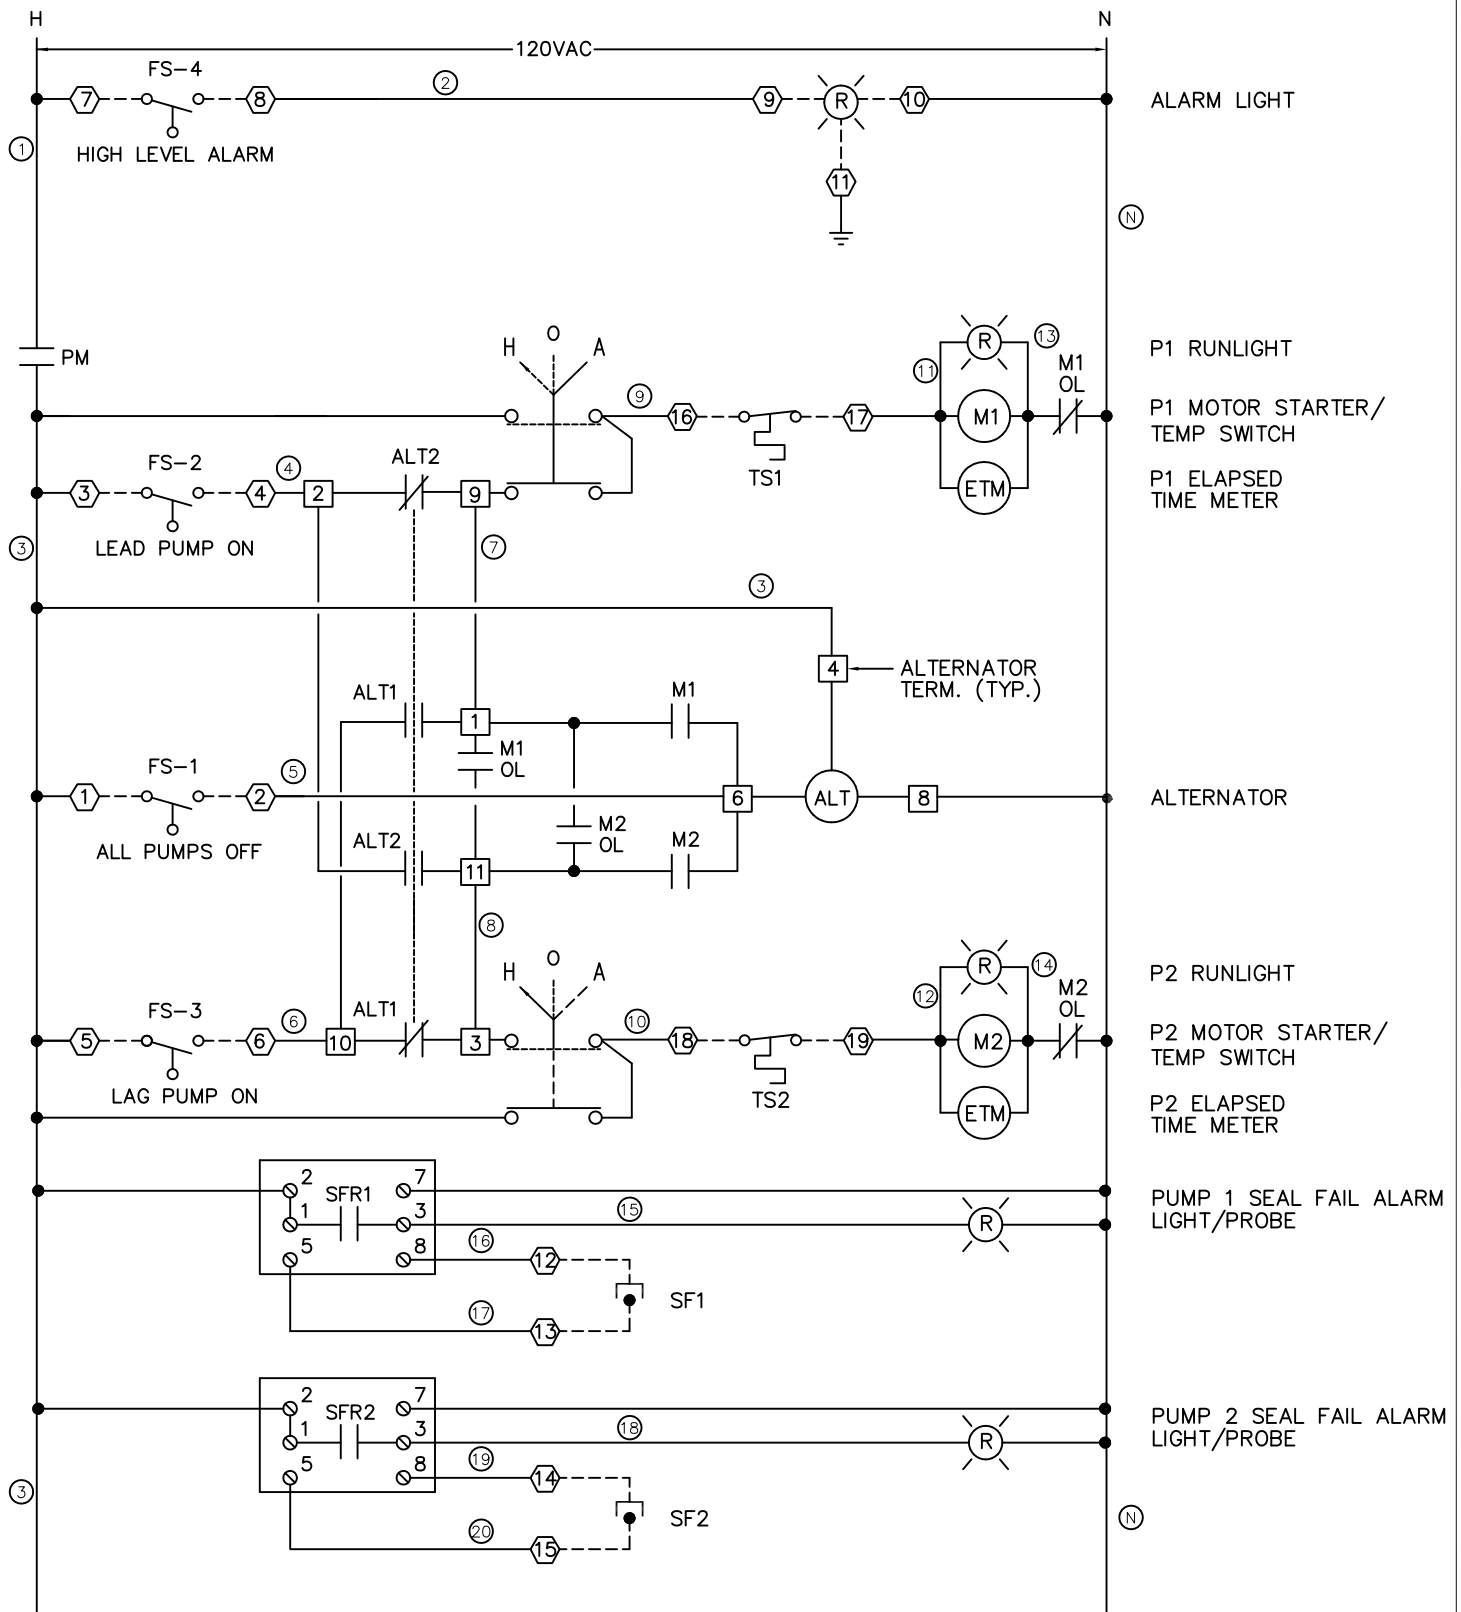 H N
120VAC
FS-4 2
7 8 9 R 10 ALARM LIGHT
1 HIGH LEVEL ALARM
11
N
PM
H O A
R 13 P1 RUNLIGHT
11 M1
OL
9
16 17 M1 P1 MOTOR STARTER/
TEMP SWITCH
TS1
FS-2 4 ALT2
3 4 2 9 ETM P1 ELAPSED
TIME METER
LEAD PUMP ON
3 7
3
4 ALTERNATOR
TERM. (TYP.)
ALT1 M1
1
M1
OL
FS-1 5
1 2 6 ALT 8 ALTERNATOR
M2
OL
ALL PUMPS OFF ALT2 M2
11
8
H O A
R 14 P2 RUNLIGHT
12 M2
OL
FS-3 6 ALT1 10
5 6 10 3 18 19 M2 P2 MOTOR STARTER/
TEMP SWITCH
LAG PUMP ON TS2
ETM P2 ELAPSED
TIME METER
2 SFR1 7
1 3 15 R PUMP 1 SEAL FAIL ALARM
LIGHT/PROBE
5 8 16 12
SF1
17 13
2 SFR2 7
1 3 18 R PUMP 2 SEAL FAIL ALARM
LIGHT/PROBE
5 8 19 14
3 SF2 N
20 15